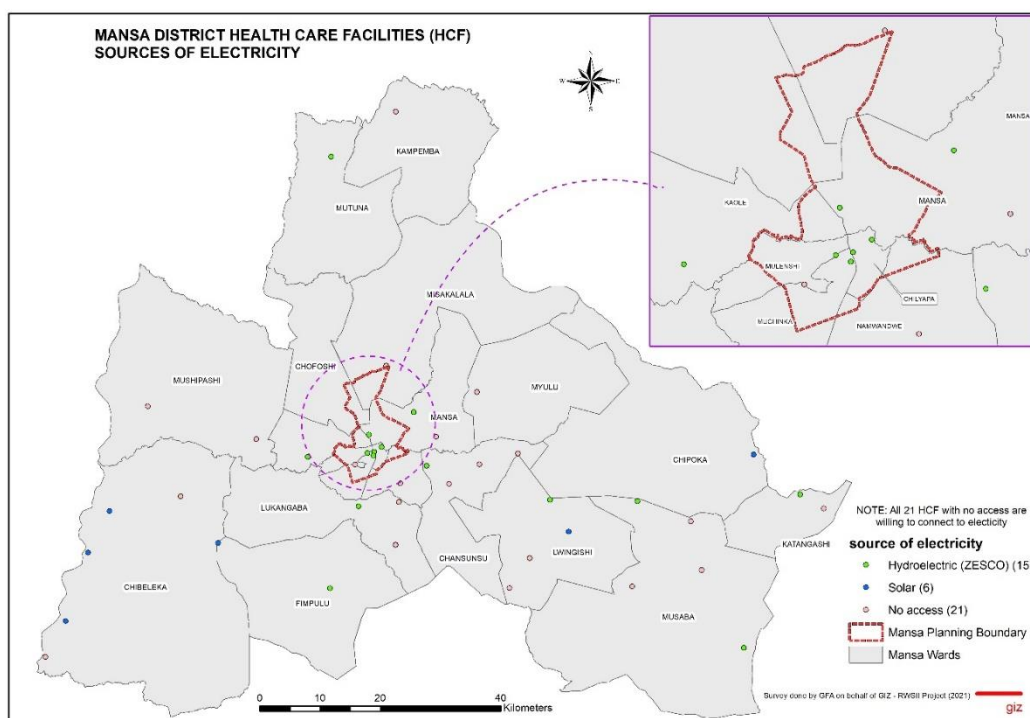 MANSA DISTRICT HEALTH CARE FACILITIES (HCF)
SOURCES OF ELECTRICITY
N
W
E
S
KAMPEMBA
MUTUNA
MISAKALALA
CHOFOSHI
MUSHIPASHI
MYULU
MANSA
CHIPOKA
LUKANGABA
KATANGASHI
CHANSUNSU
LWINGISHI
CHIBELEKA
FIMPULU
MUSABA
MANSA
KAOLE
MANSA
MULENSHI
CHILYAPA
MUCHINKA
NAMWANDWE
NOTE: All 21 HCF with no access are
willing to connect to electicity
source of electricity
Hydroelectric (ZESCO) (15
Solar (6)
No access (21)
Mansa Planning Boundary
Mansa Wards
0 10 20 40
Kilometers
Survey done by GFA on behalf of GIZ - RWSII Project (2021)
giz